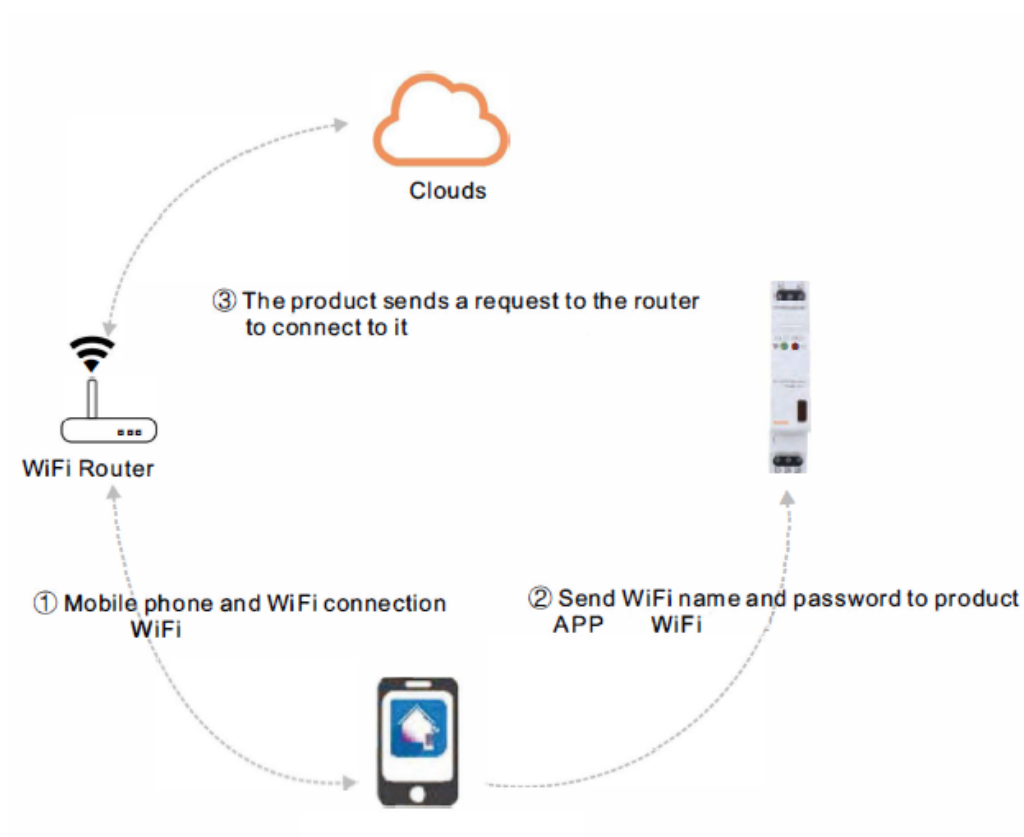 Clouds
③ The product sends a request to the router
to connect to it
WiFi Router
① Mobile phone and WiFi connection
WiFi
② Send WiFi name and password to product
APP WiFi